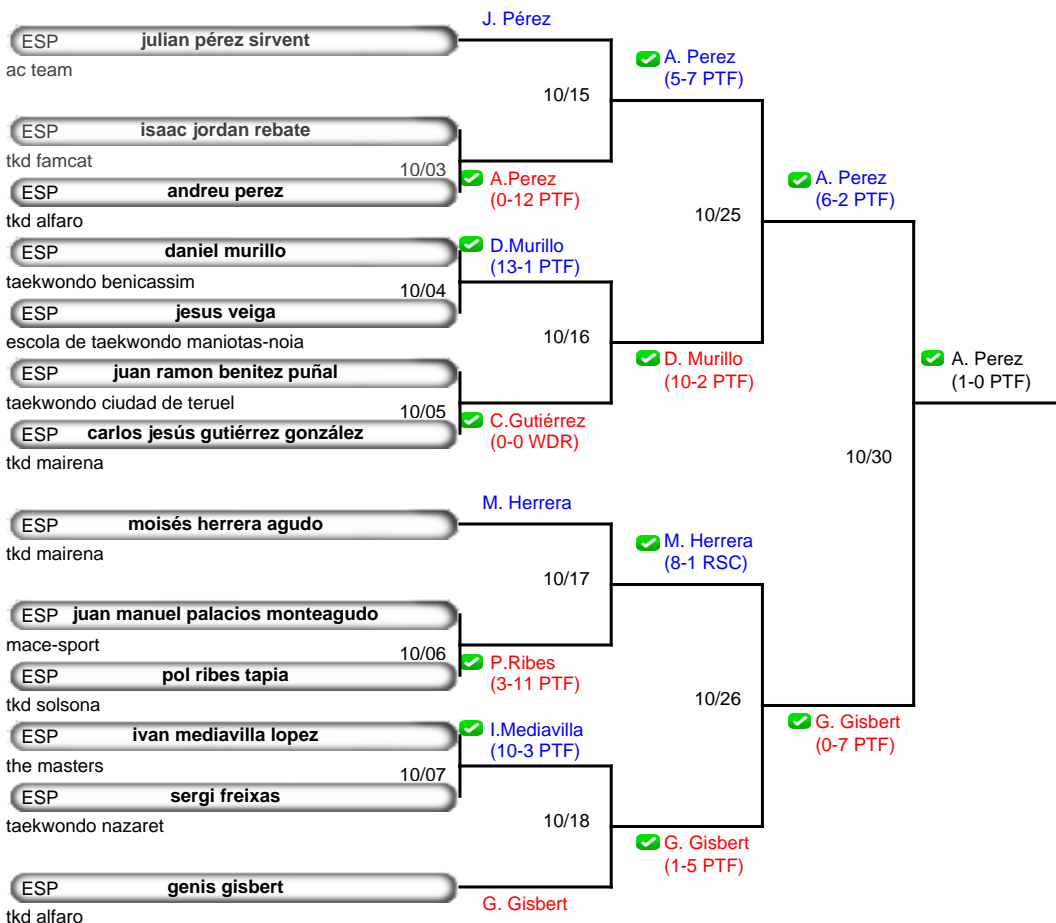 J. Pérez
ESP julian pérez sirvent
ac team
A. Perez
(5-7 PTF)
10/15
ESP isaac jordan rebate
tkd famcat
10/03
A.Perez
(0-12 PTF)
ESP andreu perez
tkd alfaro
A. Perez
(6-2 PTF)
10/25
ESP daniel murillo
taekwondo benicassim
D.Murillo
(13-1 PTF)
10/04
ESP jesus veiga
escola de taekwondo maniotas-noia
10/16
D. Murillo
(10-2 PTF)
ESP juan ramon benitez puñal
taekwondo ciudad de teruel
10/05
C.Gutiérrez
(0-0 WDR)
ESP carlos jesús gutiérrez gonzález
tkd mairena
A. Perez
(1-0 PTF)
10/30
M. Herrera
ESP moisés herrera agudo
tkd mairena
M. Herrera
(8-1 RSC)
10/17
ESP juan manuel palacios monteagudo
mace-sport
10/06
P.Ribes
(3-11 PTF)
ESP pol ribes tapia
tkd solsona
10/26
G. Gisbert
(0-7 PTF)
ESP ivan mediavilla lopez
the masters
I.Mediavilla
(10-3 PTF)
10/07
ESP sergi freixas
taekwondo nazaret
10/18
G. Gisbert
(1-5 PTF)
ESP genis gisbert
tkd alfaro
G. Gisbert